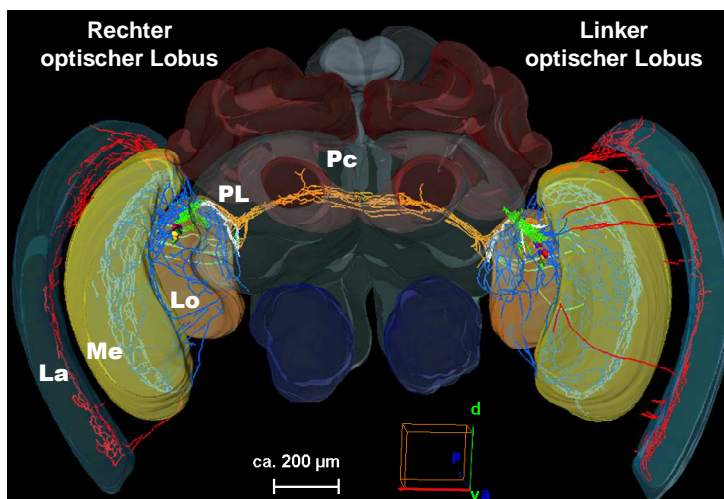 Rechter
optischer Lobus
Linker
optischer Lobus
Pc
PL
Lo
Me
La
ca. 200 µm
d
p
v a